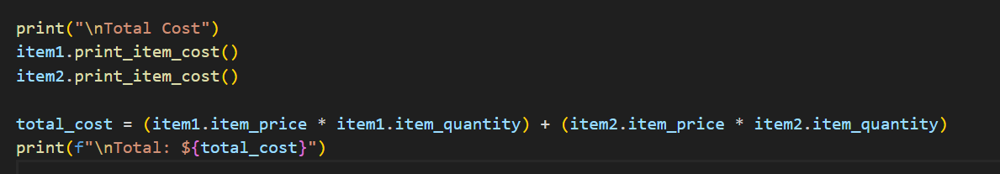 print("\nTotal Cost")
item1.print_item_cost()
item2.print_item_cost()
total_cost = (item1.item_price * item1.item_quantity) + (item2.item_price * item2.item_quantity)
print(f"\nTotal: ${total_cost}")